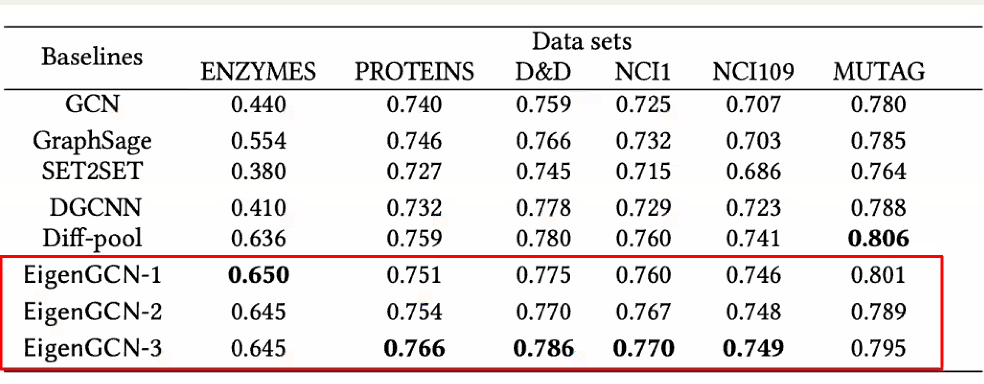 Baselines Data sets
ENZYMES PROTEINS D&D NCI1 NCI109 MUTAG
GCN 0.440 0.740 0.759 0.725 0.707 0.780
GraphSage 0.554 0.746 0.766 0.732 0.703 0.785
SET2SET 0.380 0.727 0.745 0.715 0.686 0.764
DGCNN 0.410 0.732 0.778 0.729 0.723 0.788
Diff-pool 0.636 0.759 0.780 0.760 0.741 0.806
EigenGCN-1 0.650 0.751 0.775 0.760 0.746 0.801
EigenGCN-2 0.645 0.754 0.770 0.767 0.748 0.789
EigenGCN-3 0.645 0.766 0.786 0.770 0.749 0.795